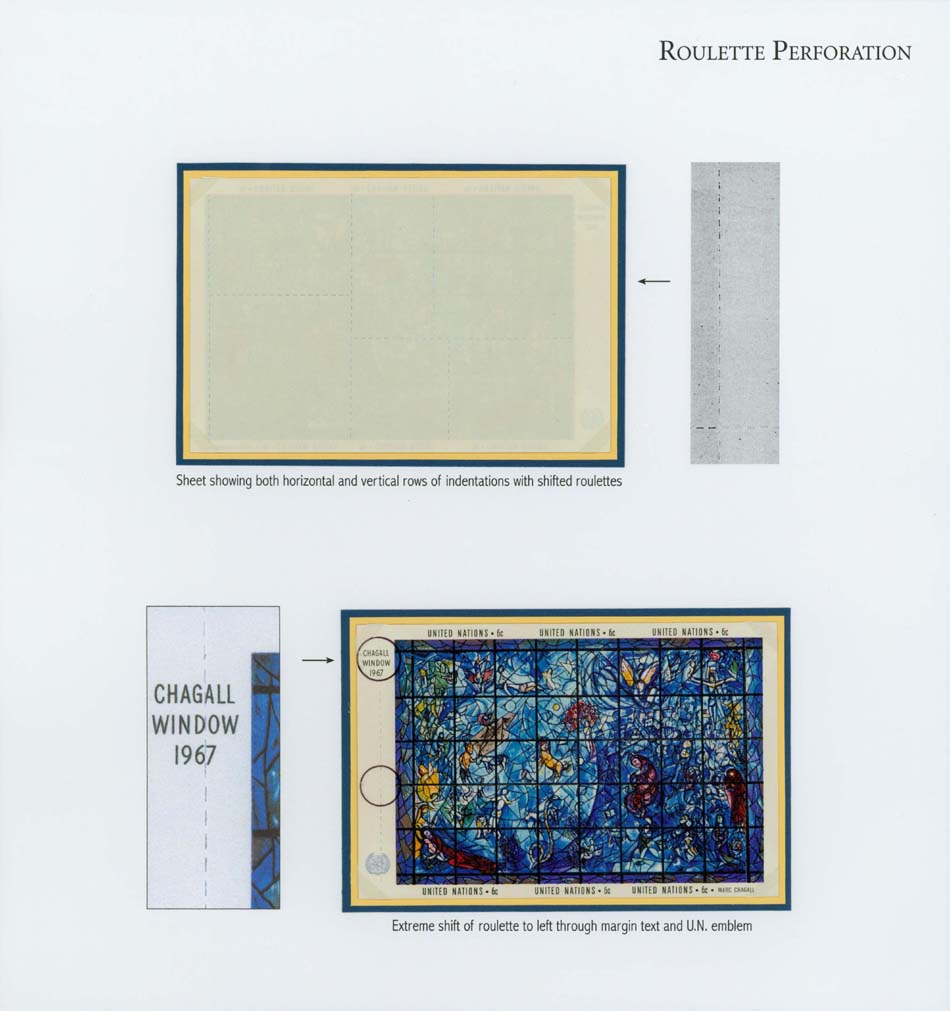 ROULETTE PERFORATION
Sheet showing both horizontal and vertical rows of indentations with shifted roulettes
CHAGALL
WINDOW
1967
UNITED NATIONS • 6c
UNITED NATIONS • 6c
UNITED NATIONS • 6c
CHAGALL
WINDOW
1967
UNITED NATIONS • 6c
UNITED NATIONS • 6c
UNITED NATIONS • 6c • MARC CHAGALL
Extreme shift of roulette to left through margin text and U.N. emblem